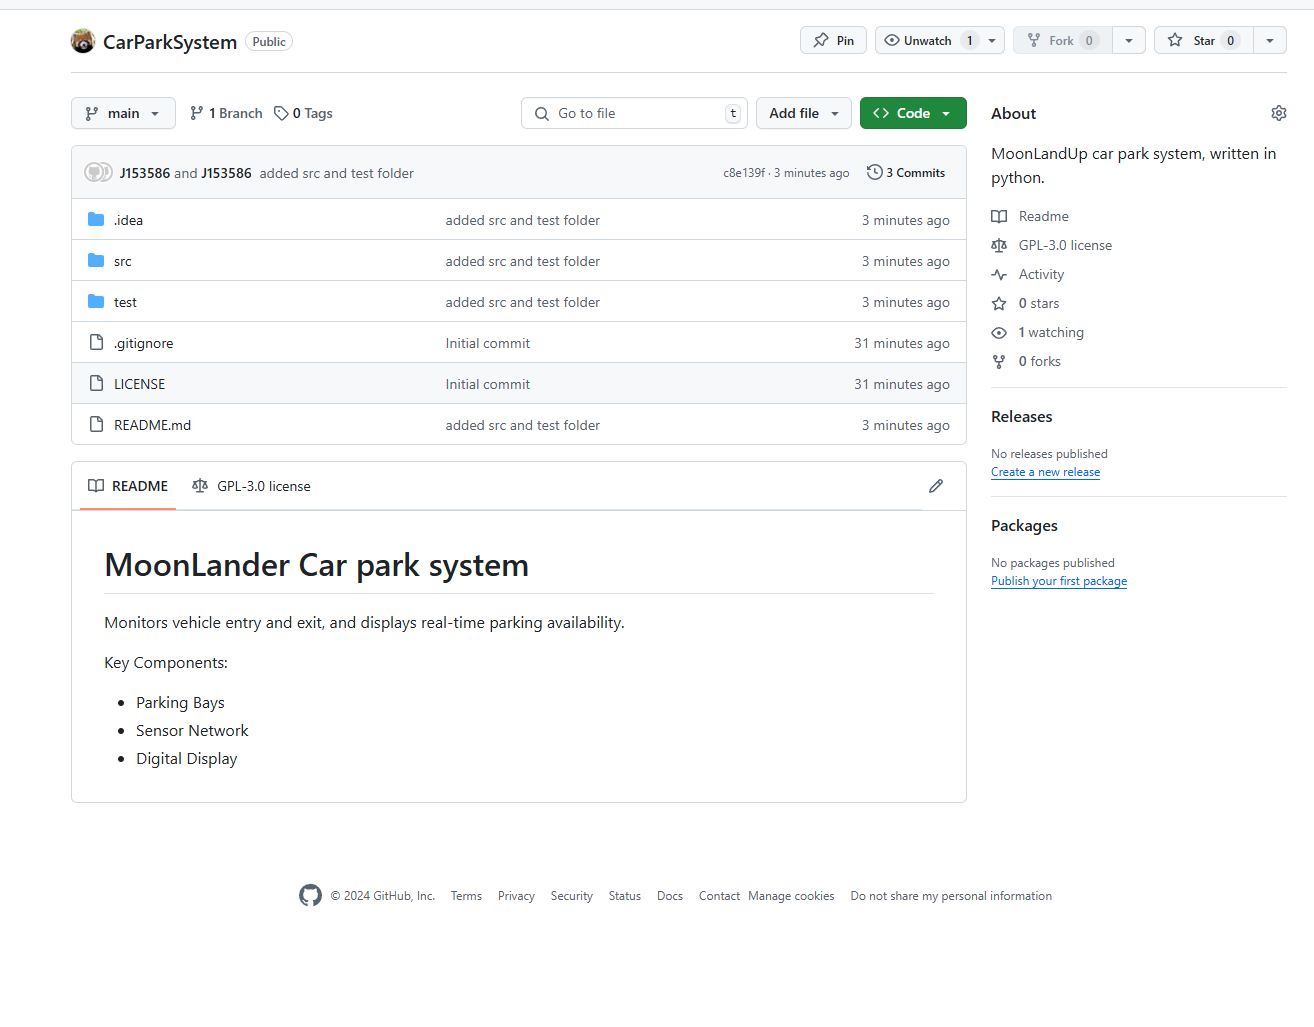 CarParkSystem Public Pin Unwatch 1 Fork 0 Star 0
main 1 Branch 0 Tags Go to file t Add file Code
J153586 and J153586 added src and test folder c8e139f · 3 minutes ago 3 Commits
.idea added src and test folder 3 minutes ago
src added src and test folder 3 minutes ago
test added src and test folder 3 minutes ago
.gitignore Initial commit 31 minutes ago
LICENSE Initial commit 31 minutes ago
README.md added src and test folder 3 minutes ago
README GPL-3.0 license
MoonLander Car park system
Monitors vehicle entry and exit, and displays real-time parking availability.
Key Components:
Parking Bays
Sensor Network
Digital Display
About
MoonLandUp car park system, written in
python.
Readme
GPL-3.0 license
Activity
0 stars
1 watching
0 forks
Releases
No releases published
Create a new release
Packages
No packages published
Publish your first package
© 2024 GitHub, Inc. Terms Privacy Security Status Docs Contact Manage cookies Do not share my personal information